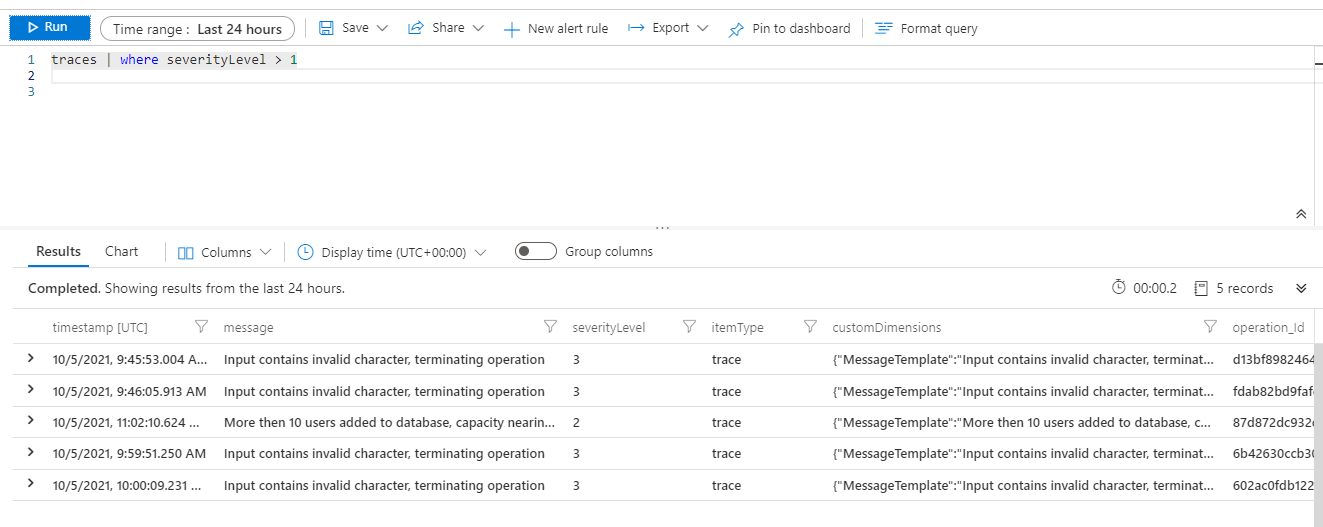 Run Time range : Last 24 hours Save Share New alert rule Export Pin to dashboard Format query
1 traces | where severityLevel > 1
2
3
...
Results Chart Columns Display time (UTC+00:00) Group columns
Completed. Showing results from the last 24 hours. 00:00.2 5 records
timestamp [UTC] message severityLevel itemType customDimensions operation_Id
10/5/2021, 9:45:53.004 A... Input contains invalid character, terminating operation 3 trace {"MessageTemplate":"Input contains invalid character, terminat... d13bf8982464
10/5/2021, 9:46:05.913 AM Input contains invalid character, terminating operation 3 trace {"MessageTemplate":"Input contains invalid character, terminat... fdab82bd9faf
10/5/2021, 11:02:10.624 ... More then 10 users added to database, capacity nearin... 2 trace {"MessageTemplate":"More then 10 users added to database, c... 87d872dc932
10/5/2021, 9:59:51.250 AM Input contains invalid character, terminating operation 3 trace {"MessageTemplate":"Input contains invalid character, terminat... 6b42630ccb30
10/5/2021, 10:00:09.231 ... Input contains invalid character, terminating operation 3 trace {"MessageTemplate":"Input contains invalid character, terminat... 602ac0fdb122